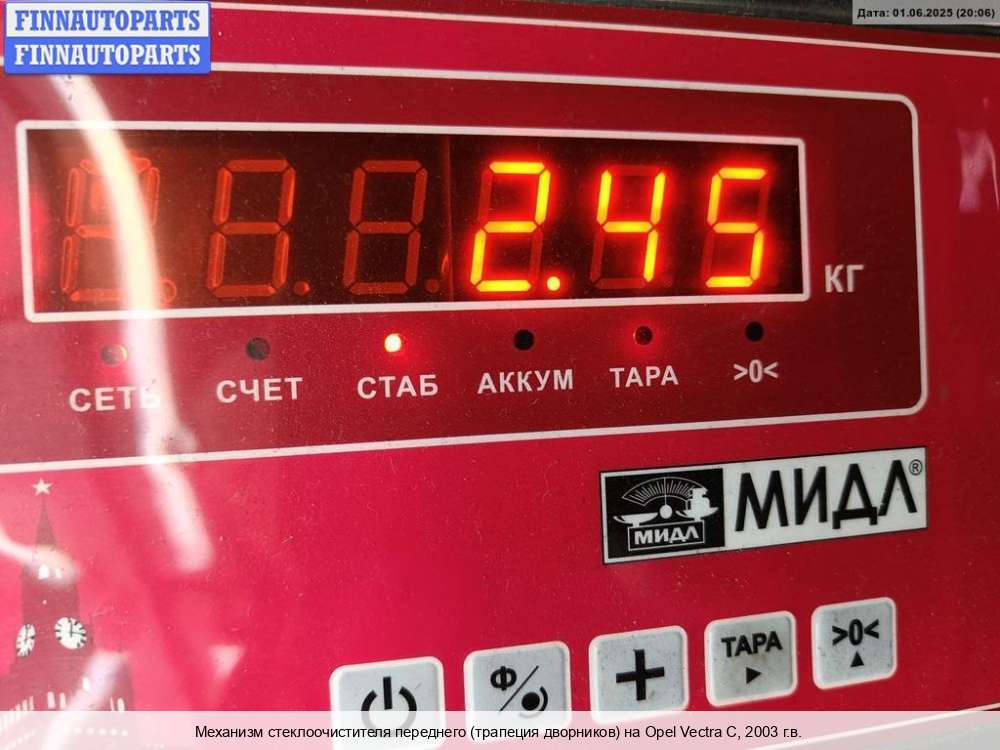 FINNAUTOPARTS
FINNAUTOPARTS
Дата: 01.06.2025 (20:06)
2.45
КГ
СЕТЬ СЧЕТ СТАБ АККУМ ТАРА >0<
МИДЛ МИДЛ®
Ф ТАРА >0<
Механизм стеклоочистителя переднего (трапеция дворников) на Opel Vectra C, 2003 г.в.